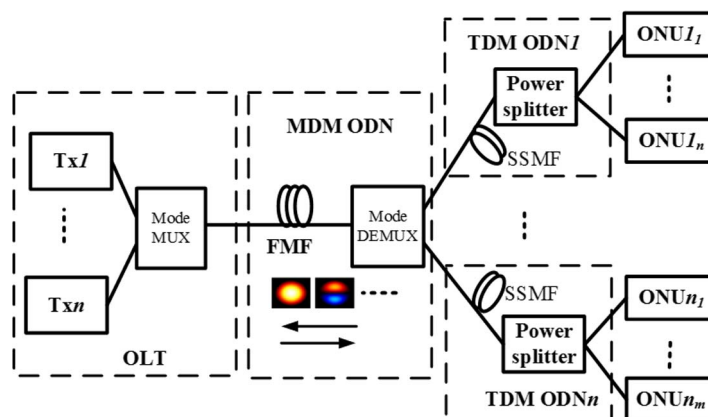 Tx1
Txn
Mode
MUX
OLT
MDM ODN
FMF
Mode
DEMUX
TDM ODN1
Power
splitter
SSMF
ONU11
ONU1n
SSMF
Power
splitter
TDM ODNn
ONUn1
ONUnm